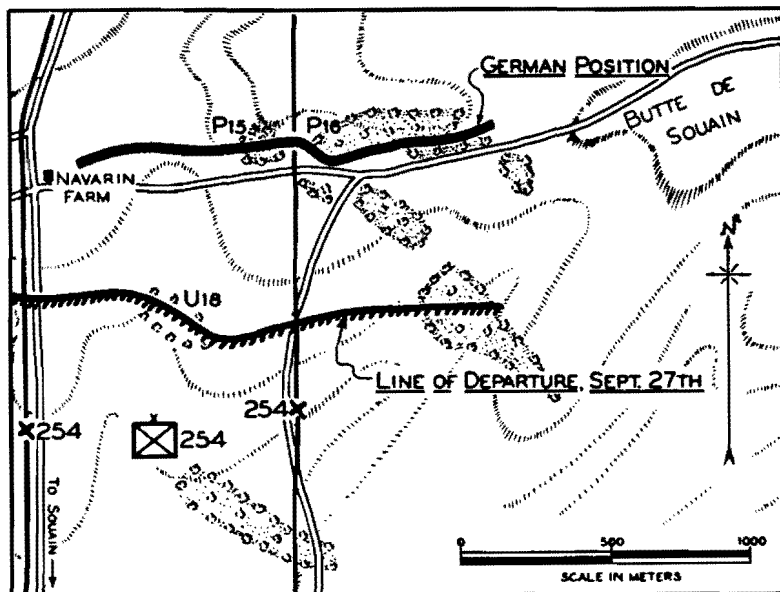 GERMAN
POSITION
BUTTE DE
SOUAIN
P15
P16
NAVARIN
FARM
N
U18
LINE OF DEPARTURE, SEPT. 27TH
254
254
254
TO SOUAIN
0
500
1000
SCALE IN METERS